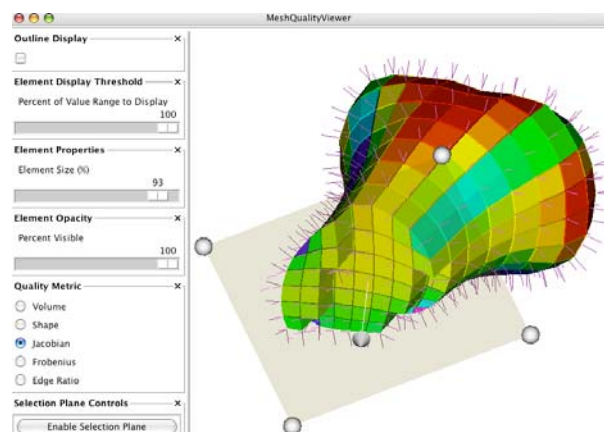 MeshQualityViewer
Outline Display
Element Display Threshold
Percent of Value Range to Display
100
Element Properties
Element Size (%)
93
Element Opacity
Percent Visible
100
Quality Metric
Volume
Shape
Jacobian
Frobenius
Edge Ratio
Selection Plane Controls
Enable Selection Plane